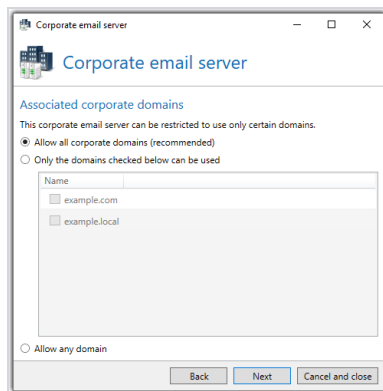 Corporate email server
Corporate email server
Associated corporate domains
This corporate email server can be restricted to use only certain domains.
Allow all corporate domains (recommended)
Only the domains checked below can be used
Name
example.com
example.local
Allow any domain
Back Next Cancel and close